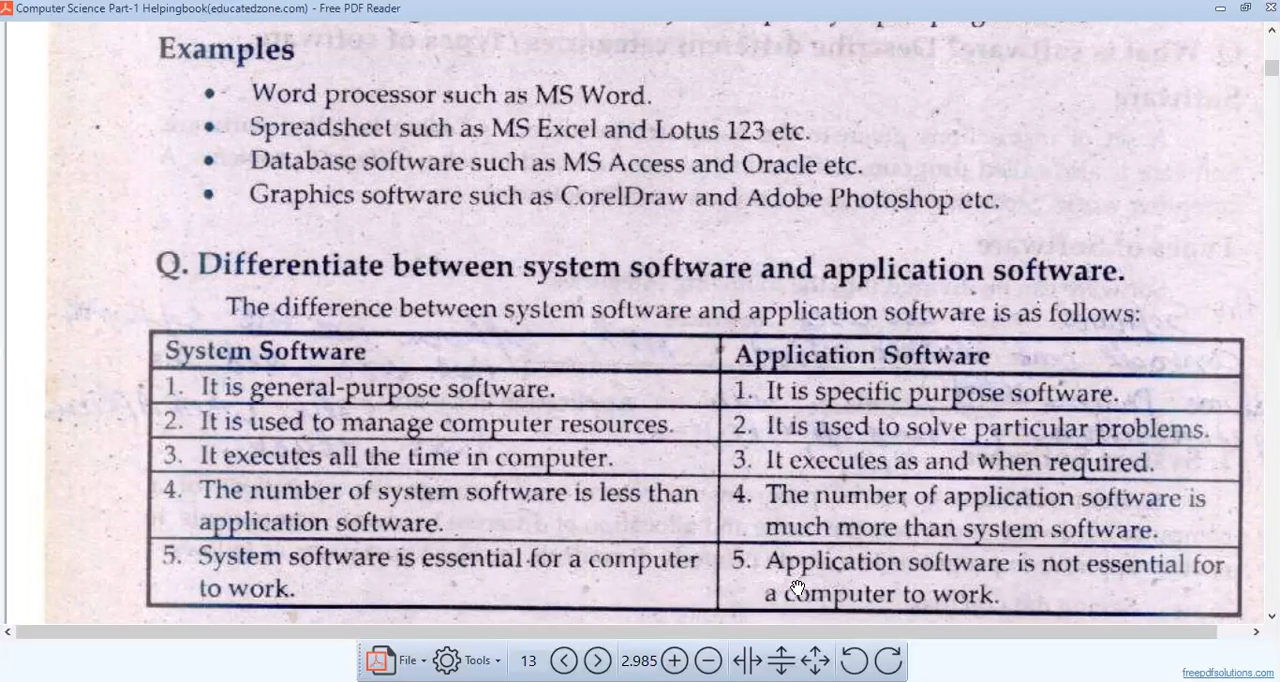 Computer Science Part-1 Helpingbook(educatedzone.com) - Free PDF Reader
Examples
• Word processor such as MS Word.
• Spreadsheet such as MS Excel and Lotus 123 etc.
• Database software such as MS Access and Oracle etc.
• Graphics software such as CorelDraw and Adobe Photoshop etc.
Q. Differentiate between system software and application software.
The difference between system software and application software is as follows:
System Software
1. It is general-purpose software.
2. It is used to manage computer resources.
3. It executes all the time in computer.
4. The number of system software is less than
application software.
5. System software is essential for a computer
to work.
Application Software
1. It is specific purpose software.
2. It is used to solve particular problems.
3. It executes as and when required.
4. The number of application software is
much more than system software.
5. Application software is not essential for
a computer to work.
File
Tools
13
2.985
freepdfsolutions.com